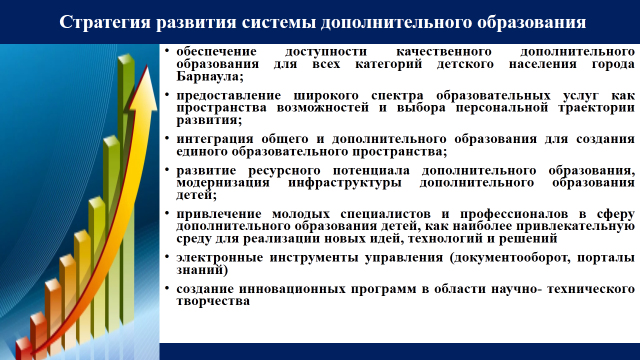 Стратегия развития системы дополнительного образования
• обеспечение доступности качественного дополнительного
образования для всех категорий детского населения города
Барнаула;
• предоставление широкого спектра образовательных услуг как
пространства возможностей и выбора персональной траектории
развития;
• интеграция общего и дополнительного образования для создания
единого образовательного пространства;
• развитие ресурсного потенциала дополнительного образования,
модернизация инфраструктуры дополнительного образования
детей;
• привлечение молодых специалистов и профессионалов в сферу
дополнительного образования детей, как наиболее привлекательную
среду для реализации новых идей, технологий и решений
• электронные инструменты управления (документооборот, порталы
знаний)
• создание инновационных программ в области научно- технического
творчества